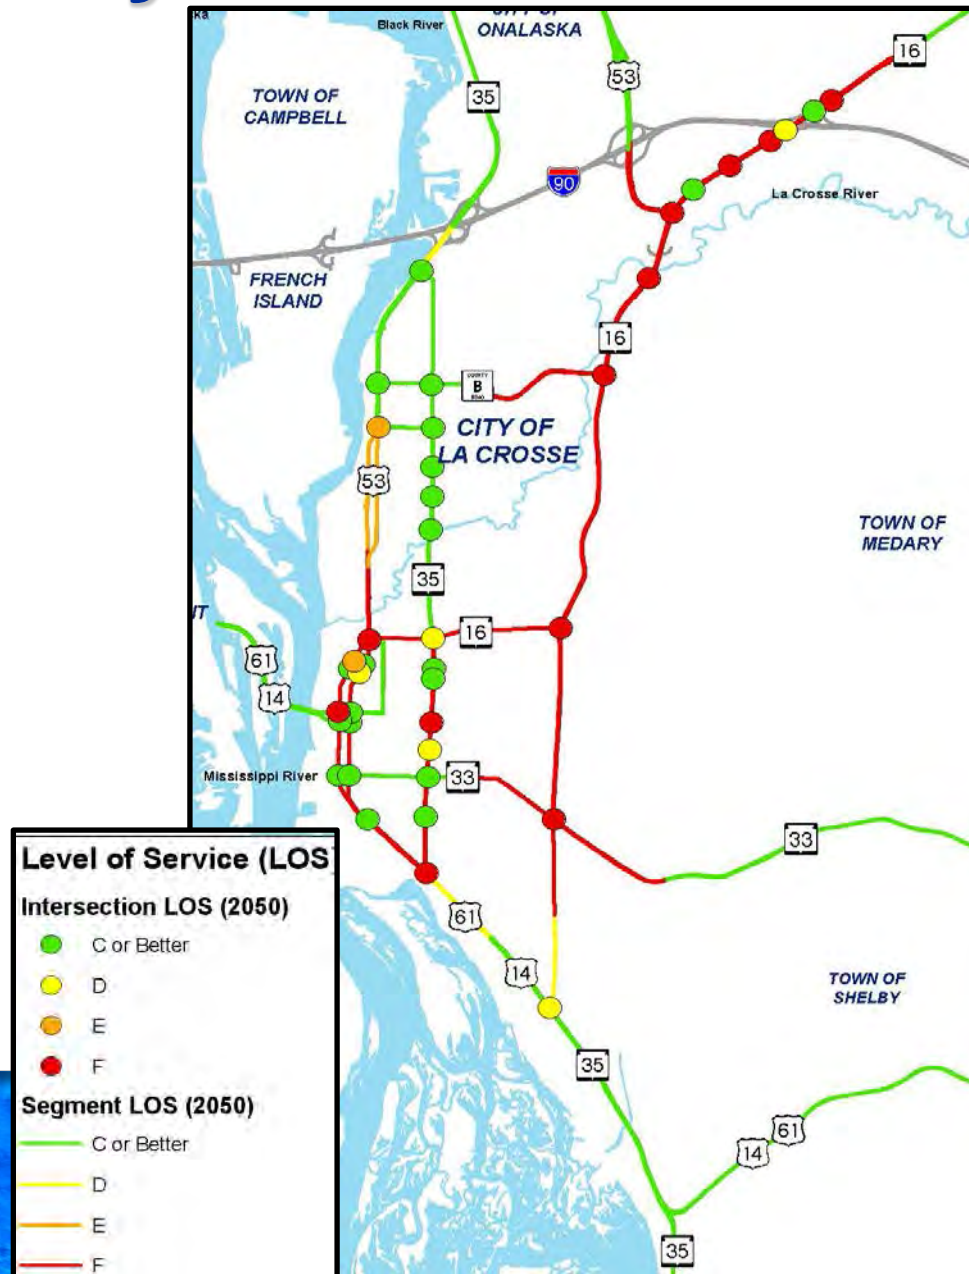 Black River
ONALASKA
16
53
35
TOWN OF
CAMPBELL
90
La Crosse River
FRENCH
ISLAND
16
COUNTY
B
ROAD
CITY OF
LA CROSSE
53
TOWN OF
MEDARY
35
16
61
14
Mississippi River
33
33
Level of Service (LOS)
Intersection LOS (2050)
C or Better
D
E
F
Segment LOS (2050)
C or Better
D
E
F
61
14
TOWN OF
SHELBY
35
61
14
35